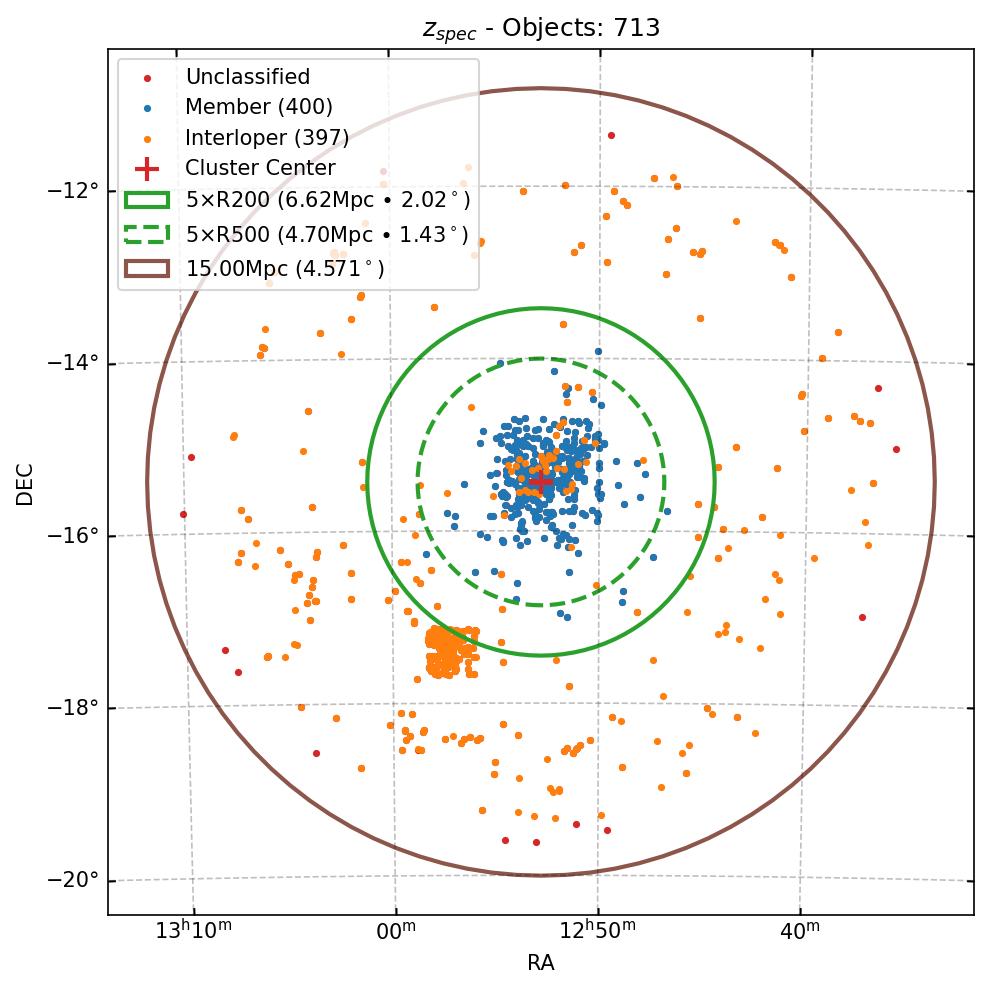 z_spec - Objects: 713
Unclassified
Member (400)
Interloper (397)
Cluster Center
5×R200 (6.62Mpc • 2.02°)
5×R500 (4.70Mpc • 1.43°)
15.00Mpc (4.571°)
−12°
−14°
−16°
−18°
−20°
DEC
13ʰ10ᵐ
00ᵐ
12ʰ50ᵐ
40ᵐ
RA